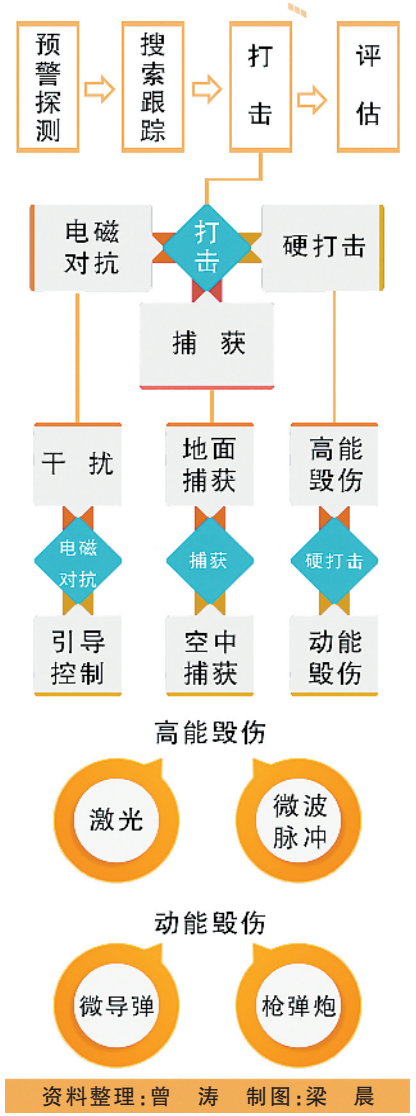 预警探测
搜索跟踪
打击
评估
电磁
对抗
打
击
硬打击
捕 获
干 扰
地面
捕获
高能
毁伤
电磁
对抗
捕获
硬打击
引导
控制
空中
捕获
动能
毁伤
高能毁伤
激光
微波
脉冲
动能毁伤
微导弹
枪弹炮
资料整理:曾 涛 制图:梁 晨